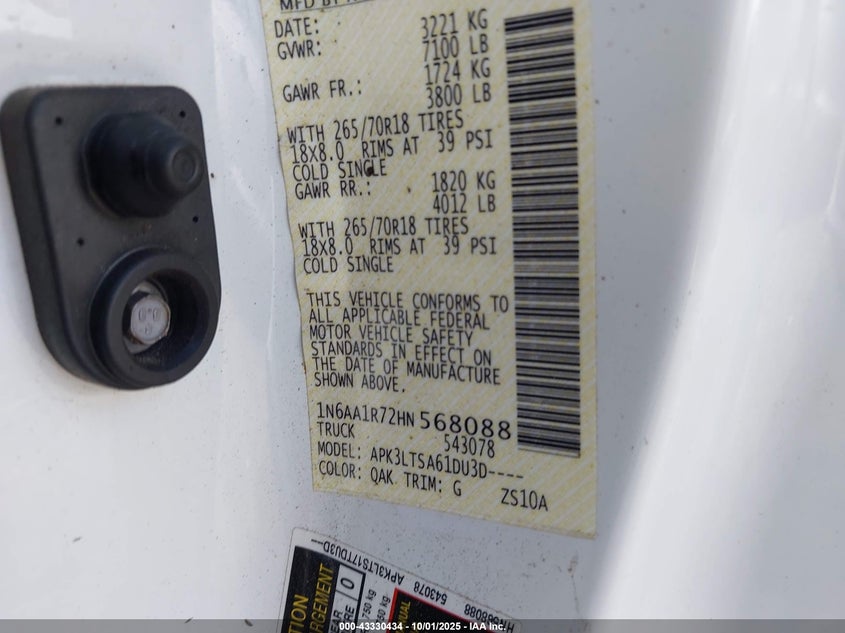 MFD BY
DATE:
GVWR: 3221 KG
7100 LB
GAWR FR.: 1724 KG
3800 LB
WITH 265/70R18 TIRES
18X8.0 RIMS AT 39 PSI
COLD SINGLE
GAWR RR.: 1820 KG
4012 LB
WITH 265/70R18 TIRES
18X8.0 RIMS AT 39 PSI
COLD SINGLE
THIS VEHICLE CONFORMS TO
ALL APPLICABLE FEDERAL
MOTOR VEHICLE SAFETY
STANDARDS IN EFFECT ON
THE DATE OF MANUFACTURE
SHOWN ABOVE.
1N6AA1R72HN568088
TRUCK 543078
MODEL: APK3LTSA61DU3D----
COLOR: QAK TRIM: G ZS10A
543078 APK3LTS17TDU3D--
000-43330434 - 10/01/2025 - IAA Inc.